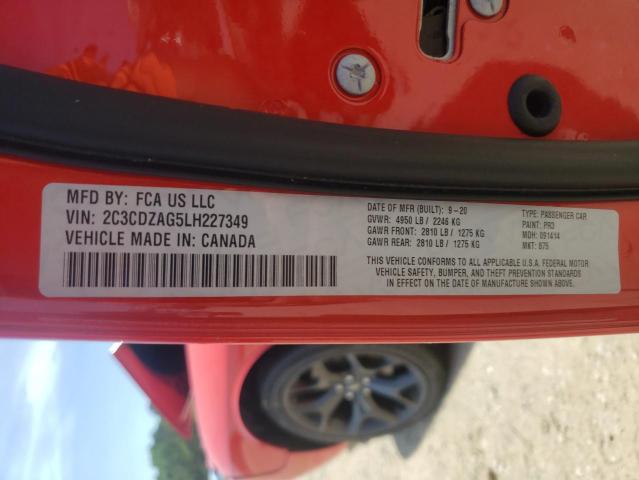 MFD BY: FCA US LLC
VIN: 2C3CDZAG5LH227349
VEHICLE MADE IN: CANADA
DATE OF MFR (BUILT): 9-20
GVWR: 4950 LB / 2246 KG
GAWR FRONT: 2810 LB / 1275 KG
GAWR REAR: 2810 LB / 1275 KG
TYPE: PASSENGER CAR
PAINT: PR3
MDH: 091414
MKT: B75
THIS VEHICLE CONFORMS TO ALL APPLICABLE U.S.A. FEDERAL MOTOR
VEHICLE SAFETY, BUMPER, AND THEFT PREVENTION STANDARDS
IN EFFECT ON THE DATE OF MANUFACTURE SHOWN ABOVE.